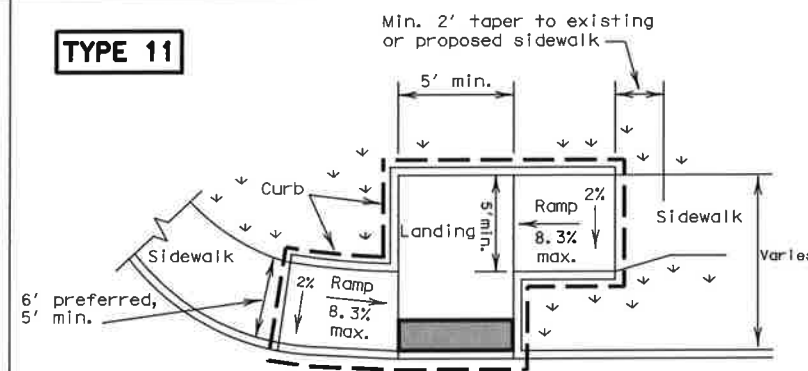 Min. 2' taper to existing
or proposed sidewalk
TYPE 11
5' min.
Curb
Sidewalk
6' preferred,
5' min.
2%
Ramp
8.3%
max.
Landing
5' min.
Ramp
2%
8.3%
max.
Sidewalk
Varies